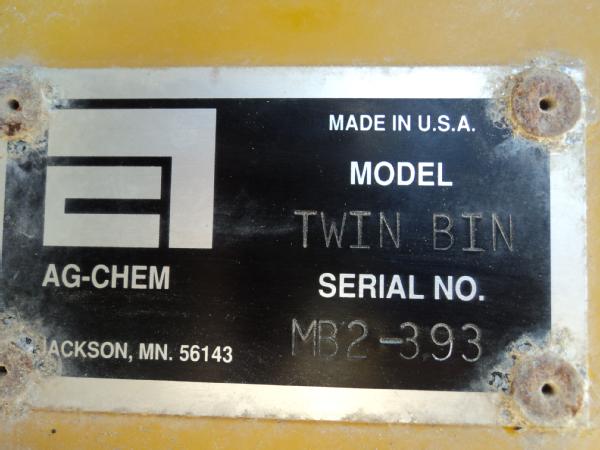 MADE IN U.S.A.
MODEL
TWIN BIN
AG-CHEM
SERIAL NO.
MB2-393
JACKSON, MN. 56143